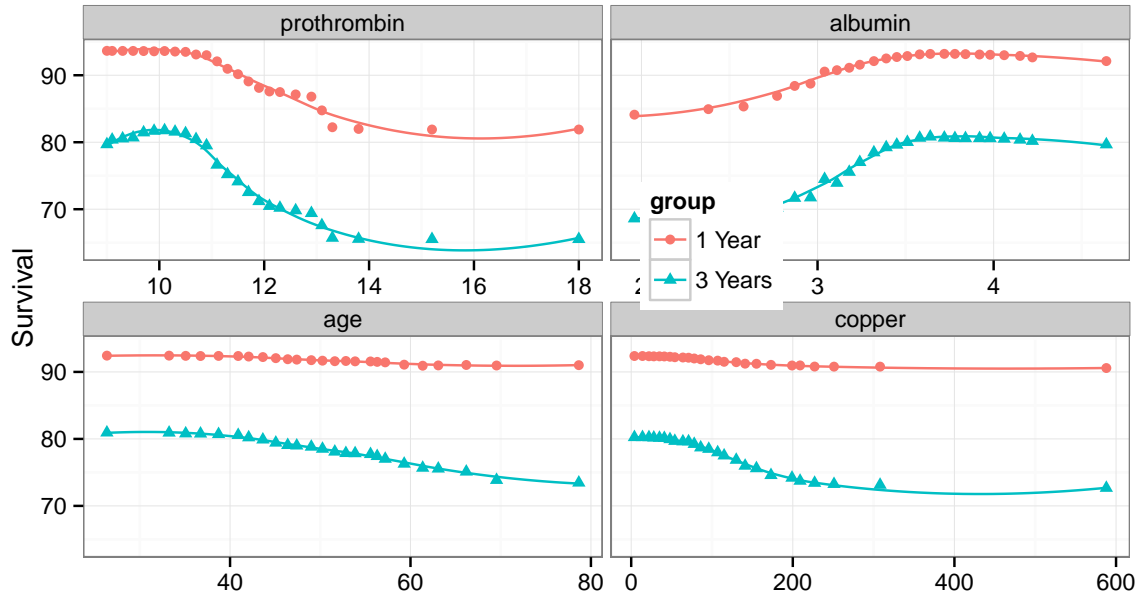 prothrombin
albumin
90
80
70
10 12 14 16 18
2 3 4
group
1 Year
3 Years
Survival
age
copper
90
80
70
40 60 80
0 200 400 600